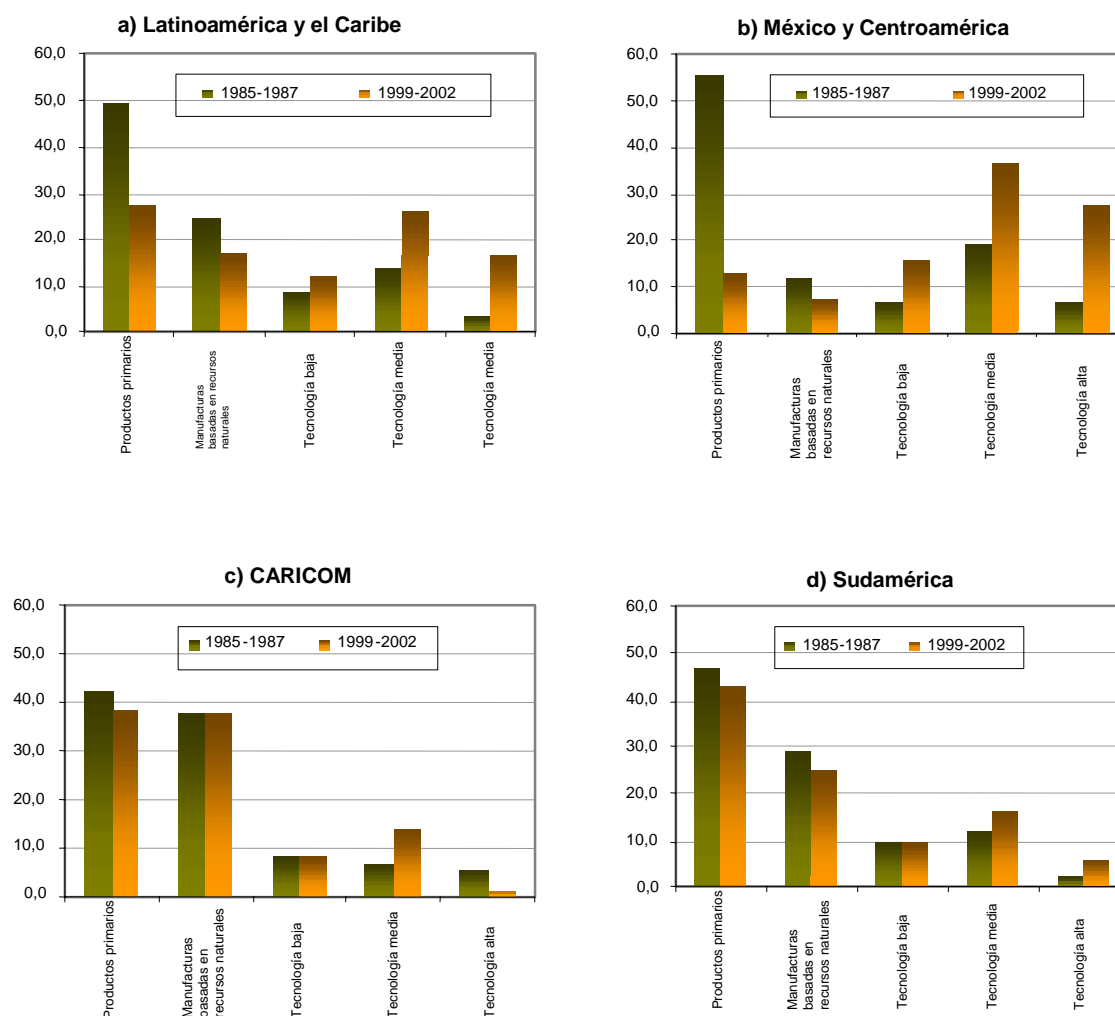 a) Latinoamérica y el Caribe
60,0
50,0
40,0
30,0
20,0
10,0
0,0
1985-1987
1999-2002
Productos primarios
Manufacturas
basadas en recursos
naturales
Tecnología baja
Tecnología media
Tecnología media
b) México y Centroamérica
60,0
50,0
40,0
30,0
20,0
10,0
0,0
1985-1987
1999-2002
Productos primarios
Manufacturas
basadas en
recursos naturales
Tecnología baja
Tecnología media
Tecnología alta
c) CARICOM
60,0
50,0
40,0
30,0
20,0
10,0
0,0
1985-1987
1999-2002
Productos primarios
Manufacturas
basadas en
recursos naturales
Tecnología baja
Tecnología media
Tecnología alta
d) Sudamérica
60,0
50,0
40,0
30,0
20,0
10,0
0,0
1985-1987
1999-2002
Productos primarios
Manufacturas
basadas en
recursos naturales
Tecnología baja
Tecnología media
Tecnología alta